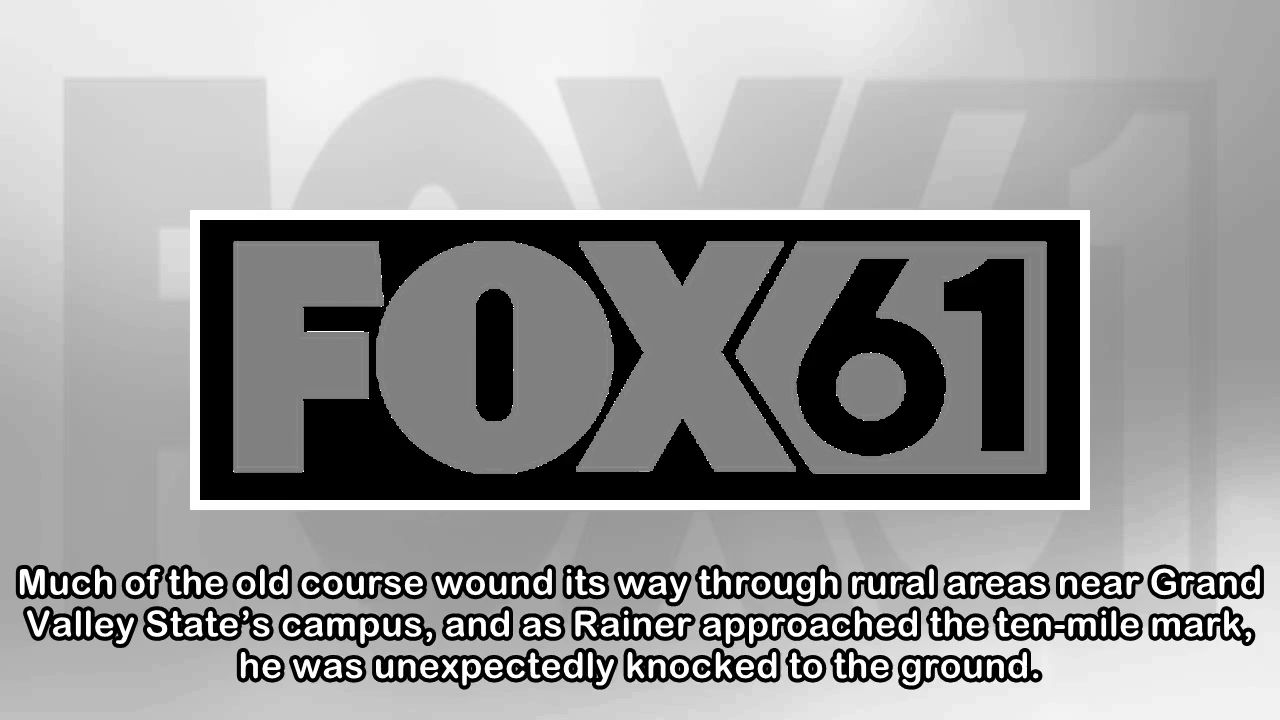 FOX61
Much of the old course wound its way through rural areas near Grand
Valley State’s campus, and as Rainer approached the ten-mile mark,
he was unexpectedly knocked to the ground.